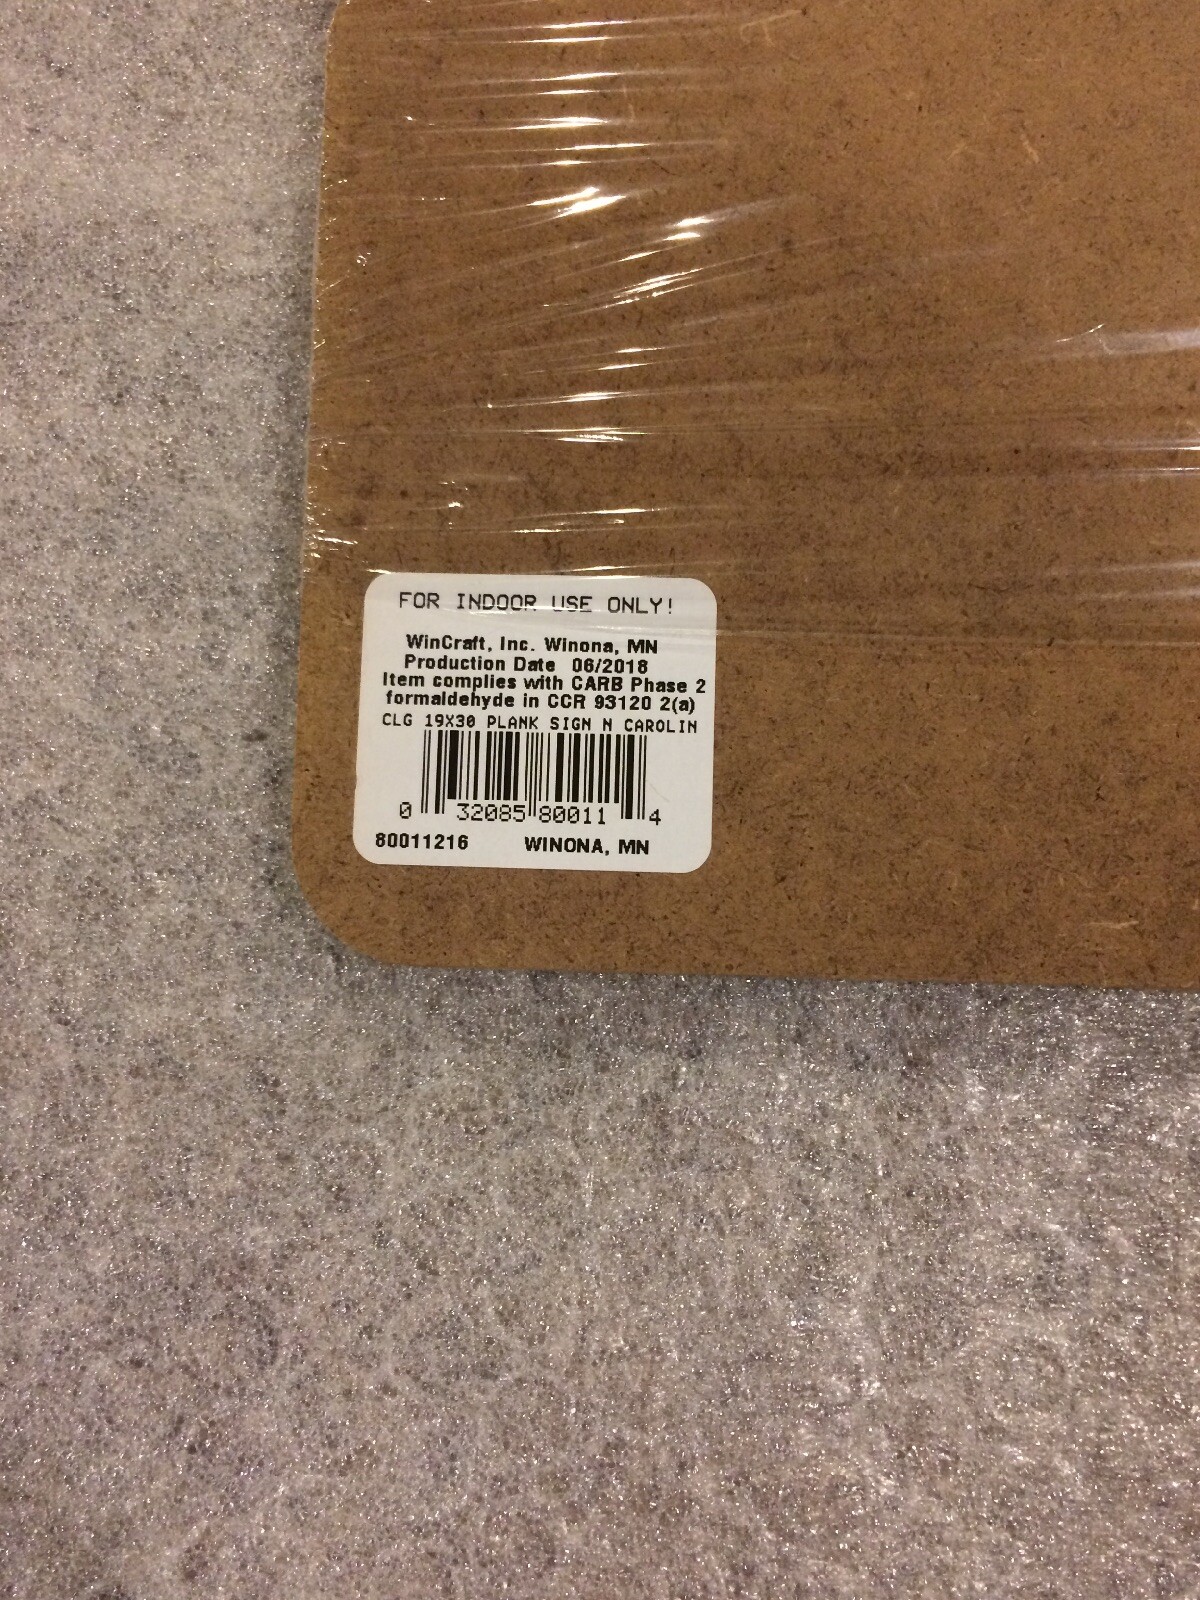 FOR INDOOR USE ONLY!
WinCraft, Inc. Winona, MN
Production Date 06/2018
Item complies with CARB Phase 2
formaldehyde in CCR 93120 2(a)
CLG 19X30 PLANK SIGN N CAROLIN
0 32085 80011 4
80011216 WINONA, MN